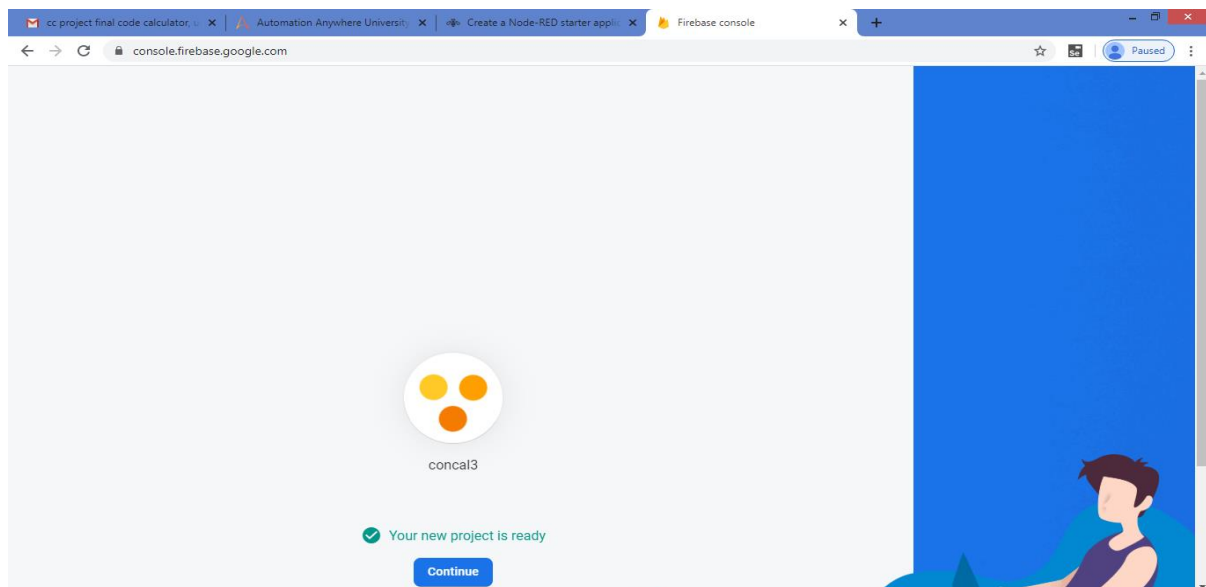 cc project final code calculator, u
Automation Anywhere University
Create a Node-RED starter applic
Firebase console
console.firebase.google.com
Se
Paused
concal3
Your new project is ready
Continue